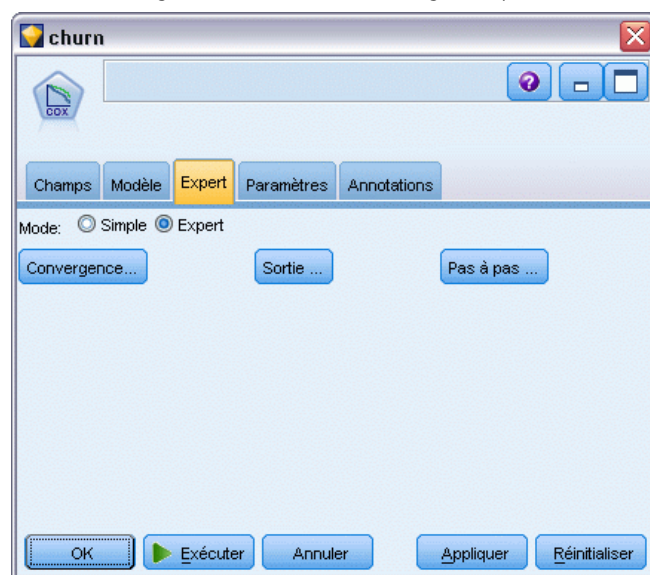 churn
COX
Champs Modèle Expert Paramètres Annotations
Mode: Simple Expert
Convergence... Sortie ... Pas à pas ...
OK Exécuter Annuler Appliquer Réinitialiser